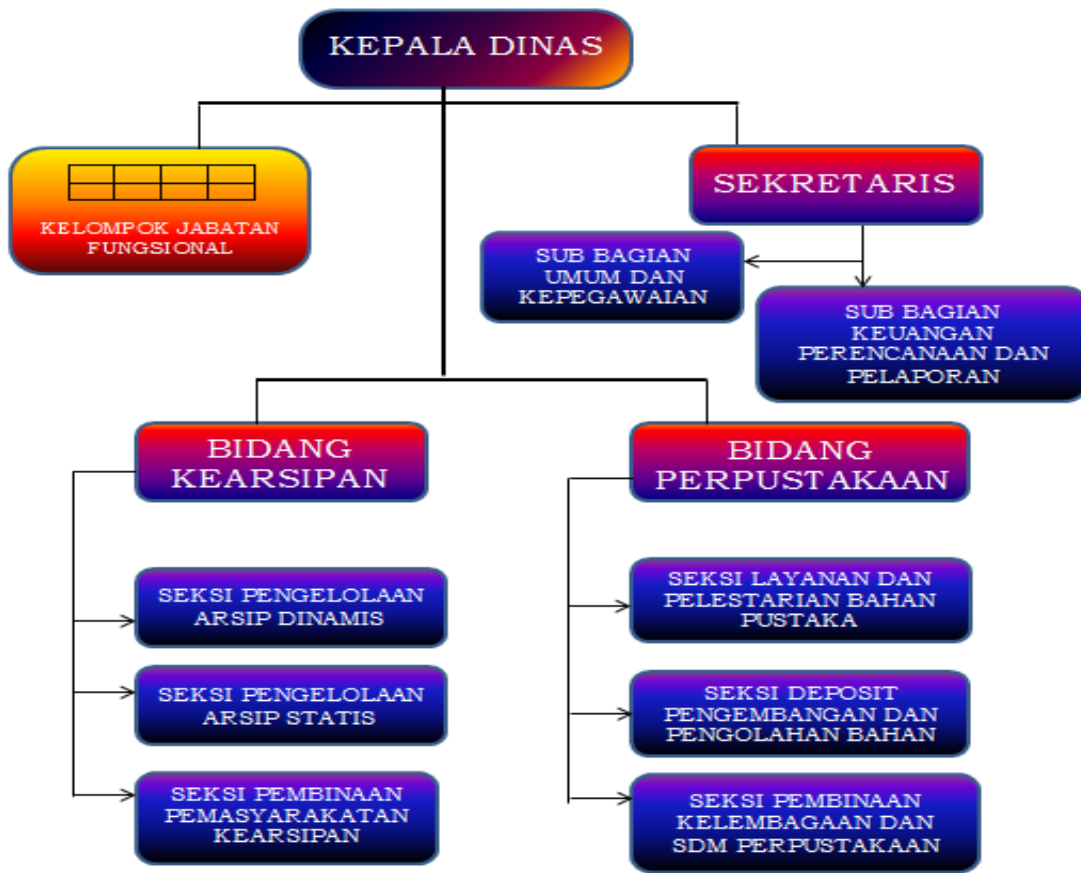 KEPALA DINAS
KELOMPOK JABATAN
FUNGSIONAL
SEKRETARIS
SUB BAGIAN
UMUM DAN
KEPEGAWAIAN
SUB BAGIAN
KEUANGAN
PERENCANAAN DAN
PELAPORAN
BIDANG
KEARSIPAN
SEKSI PENGELOLAAN
ARSIP DINAMIS
SEKSI PENGELOLAAN
ARSIP STATIS
SEKSI PEMBINAAN
PEMASYARAKATAN
KEARSIPAN
BIDANG
PERPUSTAKAAN
SEKSI LAYANAN DAN
PELESTARIAN BAHAN
PUSTAKA
SEKSI DEPOSIT
PENGEMBANGAN DAN
PENGOLAHAN BAHAN
SEKSI PEMBINAAN
KELEMBAGAAN DAN
SDM PERPUSTAKAAN